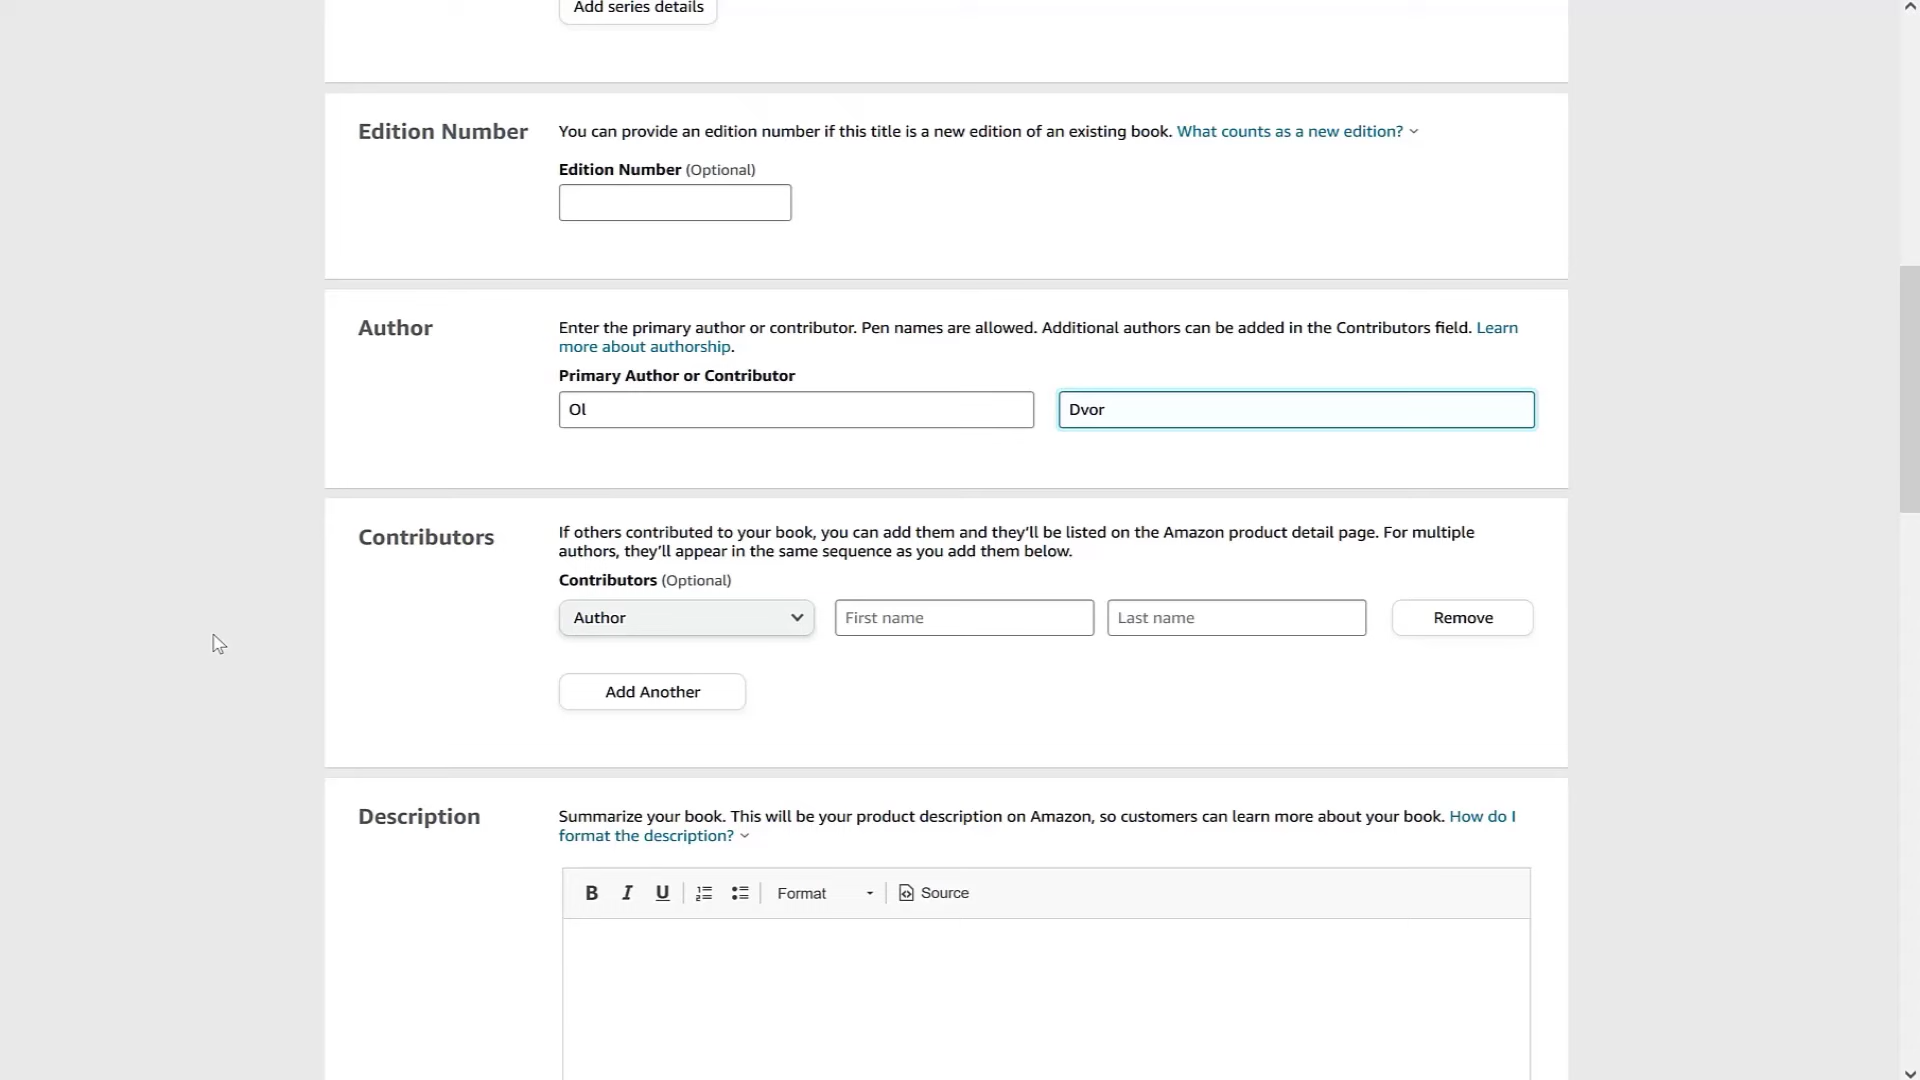 Add series details
Edition Number
You can provide an edition number if this title is a new edition of an existing book. What counts as a new edition?
Edition Number (Optional)
Author
Enter the primary author or contributor. Pen names are allowed. Additional authors can be added in the Contributors field. Learn
more about authorship.
Primary Author or Contributor
Ol Dvor
Contributors
If others contributed to your book, you can add them and they’ll be listed on the Amazon product detail page. For multiple
authors, they’ll appear in the same sequence as you add them below.
Contributors (Optional)
Author First name Last name Remove
Add Another
Description
Summarize your book. This will be your product description on Amazon, so customers can learn more about your book. How do I
format the description?
B I U Format Source